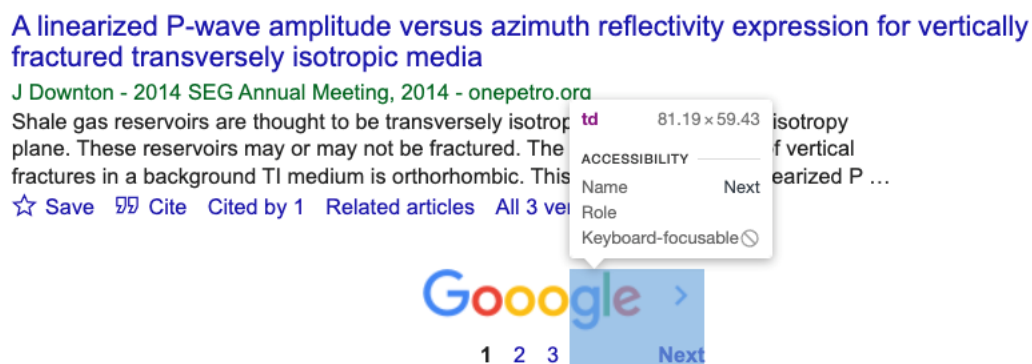 A linearized P-wave amplitude versus azimuth reflectivity expression for vertically
fractured transversely isotropic media
J Downton - 2014 SEG Annual Meeting, 2014 - onepetro.org
Shale gas reservoirs are thought to be transversely isotrop isotropy
plane. These reservoirs may or may not be fractured. The f vertical
fractures in a background TI medium is orthorhombic. This earized P …
Save Cite Cited by 1 Related articles All 3 ver
td 81.19 × 59.43
ACCESSIBILITY
Name Next
Role
Keyboard-focusable
Gooogle
1 2 3 Next